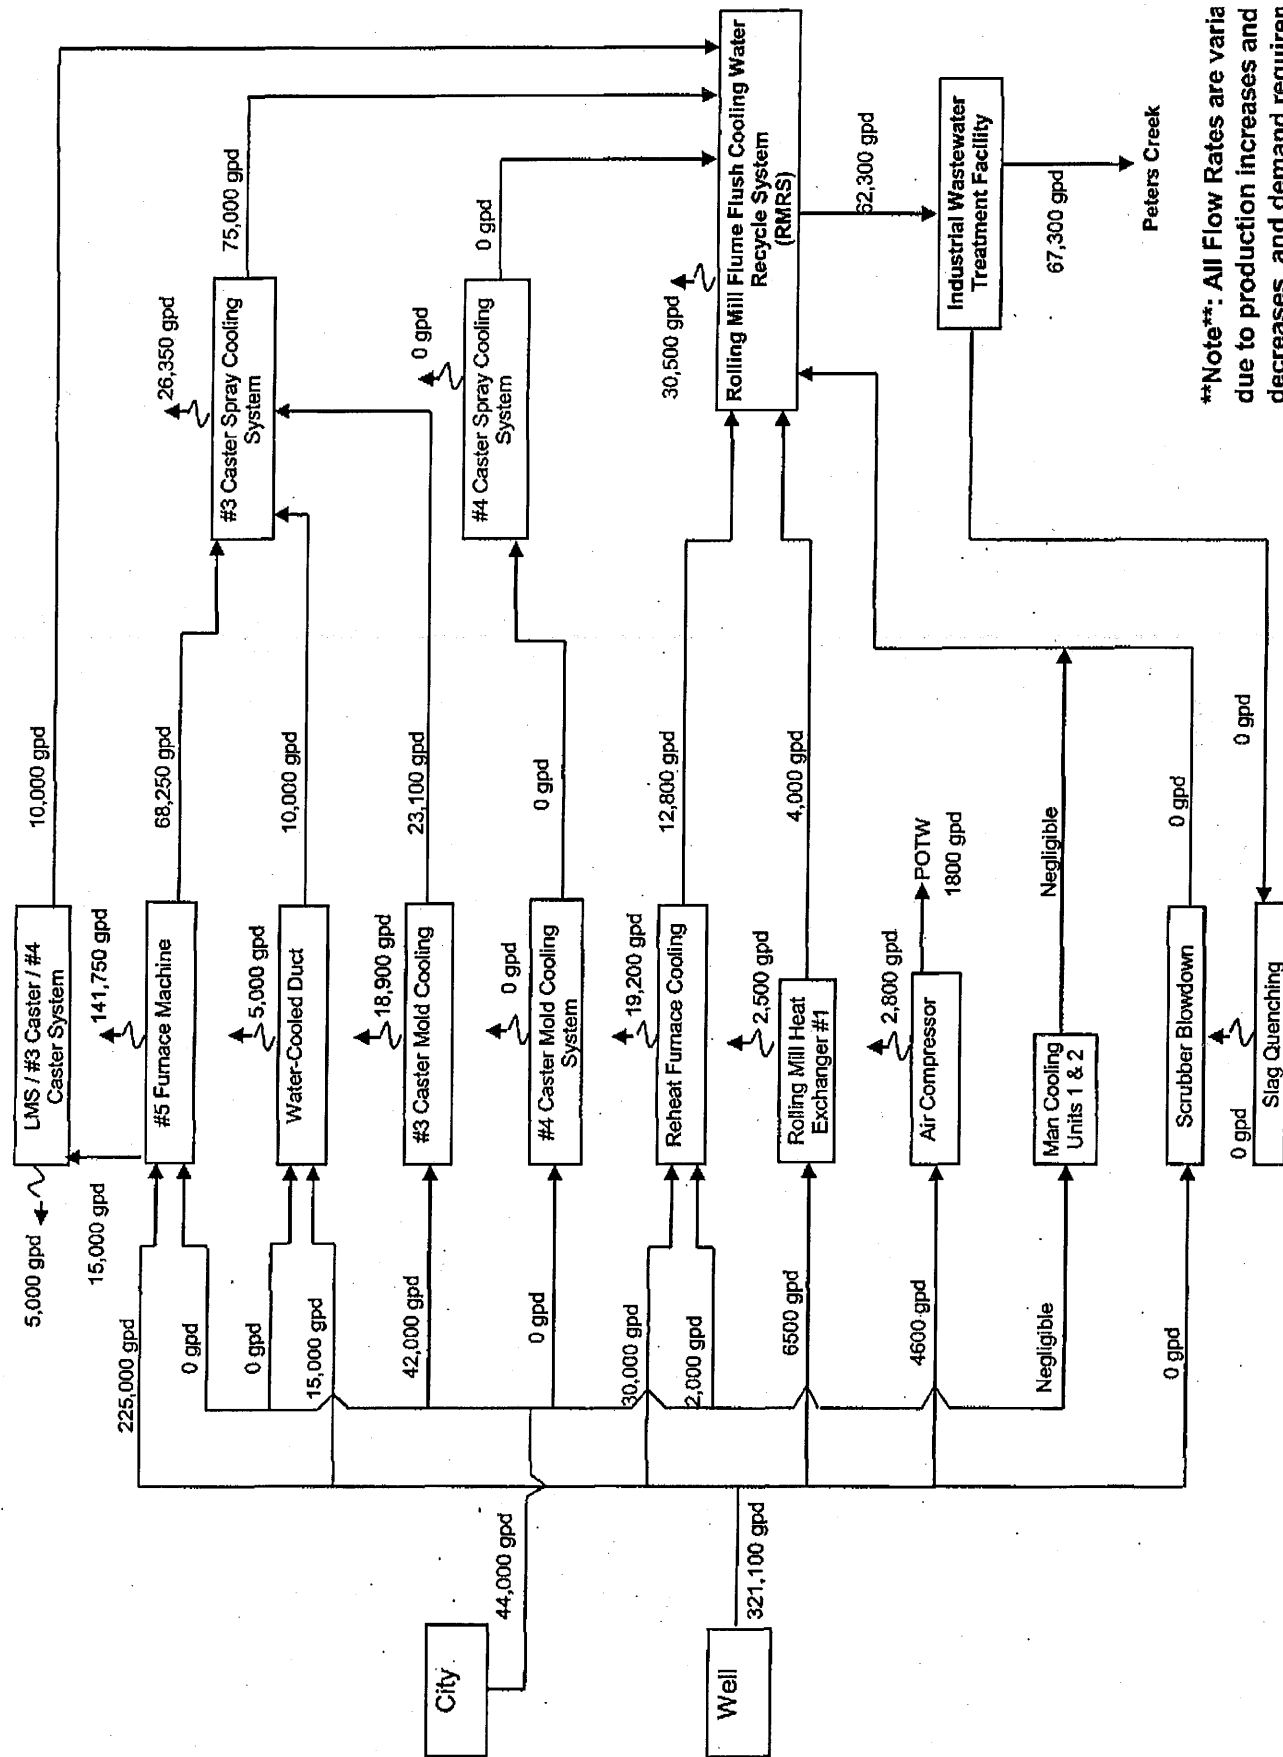 City
44,000 gpd
Well
321,100 gpd
5,000 gpd
15,000 gpd
225,000 gpd
0 gpd
0 gpd
15,000 gpd
42,000 gpd
0 gpd
30,000 gpd
2,000 gpd
6500 gpd
4600 gpd
Negligible
0 gpd
LMS / #3 Caster / #4
Caster System
141,750 gpd
#5 Furnace Machine
5,000 gpd
Water-Cooled Duct
18,900 gpd
#3 Caster Mold Cooling
0 gpd
#4 Caster Mold Cooling
System
19,200 gpd
Reheat Furnace Cooling
2,500 gpd
Rolling Mill Heat
Exchanger #1
2,800 gpd
Air Compressor
POTW
1800 gpd
Man Cooling
Units 1 & 2
Scrubber Blowdown
0 gpd
Slag Quenching
10,000 gpd
68,250 gpd
10,000 gpd
23,100 gpd
0 gpd
12,800 gpd
4,000 gpd
Negligible
0 gpd
0 gpd
26,350 gpd
#3 Caster Spray Cooling
System
75,000 gpd
0 gpd
#4 Caster Spray Cooling
System
0 gpd
30,500 gpd
Rolling Mill Flume Flush Cooling Water
Recycle System
(RMRS)
62,300 gpd
Industrial Wastewater
Treatment Facility
67,300 gpd
Peters Creek
**Note**: All Flow Rates are varia
due to production increases and
decreases, and demand requirem